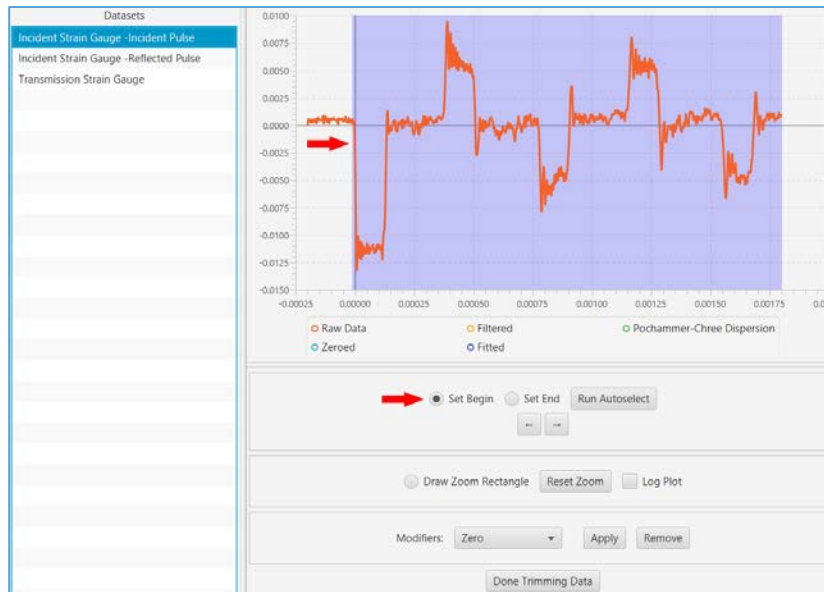 Datasets
Incident Strain Gauge -Incident Pulse
Incident Strain Gauge -Reflected Pulse
Transmission Strain Gauge
0.0100
0.0075
0.0050
0.0025
0.0000
-0.0025
-0.0050
-0.0075
-0.0100
-0.0125
-0.0150
-0.00025 0.00000 0.00025 0.00050 0.00075 0.00100 0.00125 0.00150 0.00175
Raw Data Filtered Pochammer-Chree Dispersion
Zeroed Fitted
Set Begin Set End Run Autoselect
← →
Draw Zoom Rectangle Reset Zoom Log Plot
Modifiers: Zero Apply Remove
Done Trimming Data